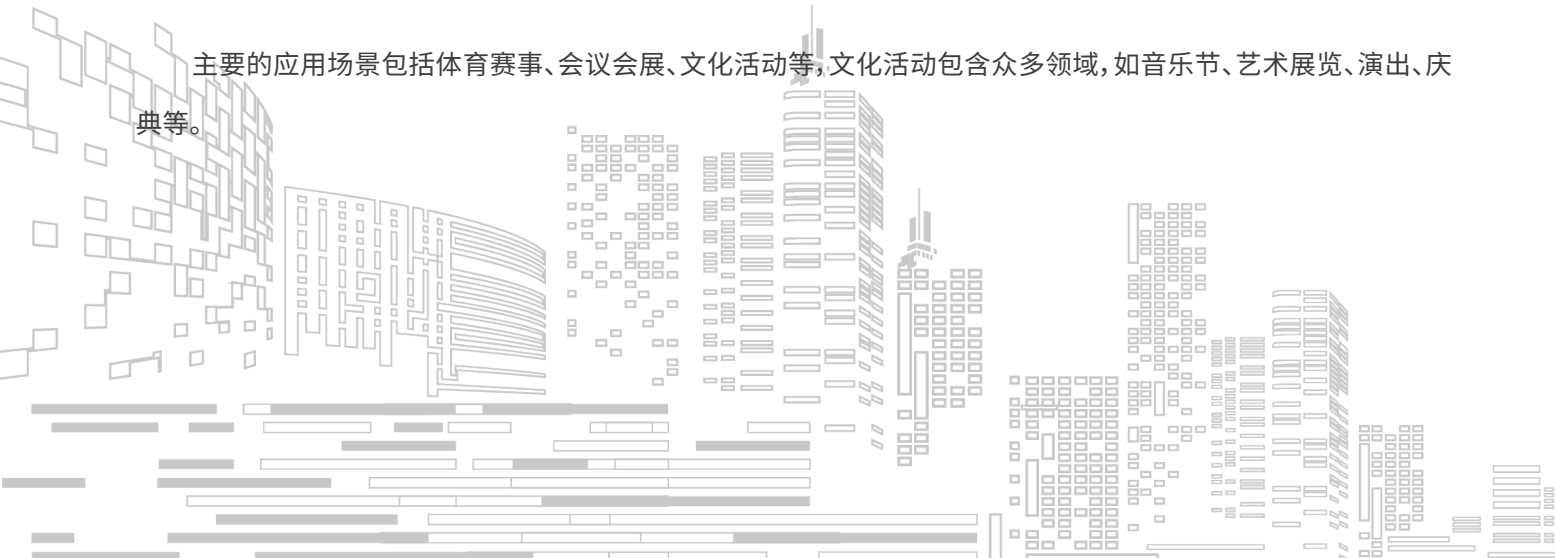 主要的应用场景包括体育赛事、会议会展、文化活动等,文化活动包含众多领域,如音乐节、艺术展览、演出、庆
典等。